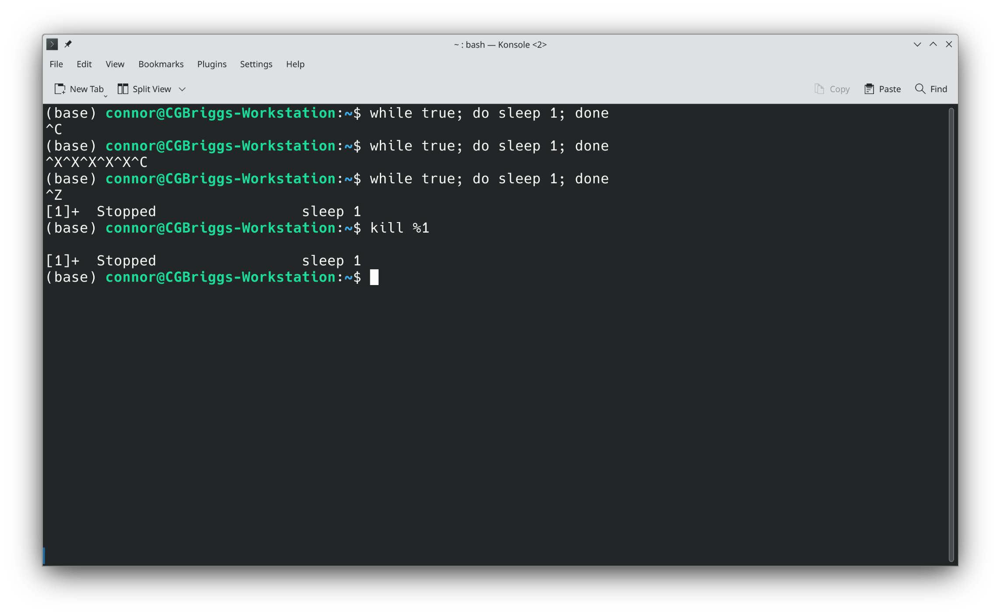 ~ : bash — Konsole <2>
File Edit View Bookmarks Plugins Settings Help
New Tab Split View Copy Paste Find
(base) connor@CGBriggs-Workstation:~$ while true; do sleep 1; done
^C
(base) connor@CGBriggs-Workstation:~$ while true; do sleep 1; done
^X^X^X^X^X^C
(base) connor@CGBriggs-Workstation:~$ while true; do sleep 1; done
^Z
[1]+  Stopped                 sleep 1
(base) connor@CGBriggs-Workstation:~$ kill %1

[1]+  Stopped                 sleep 1
(base) connor@CGBriggs-Workstation:~$